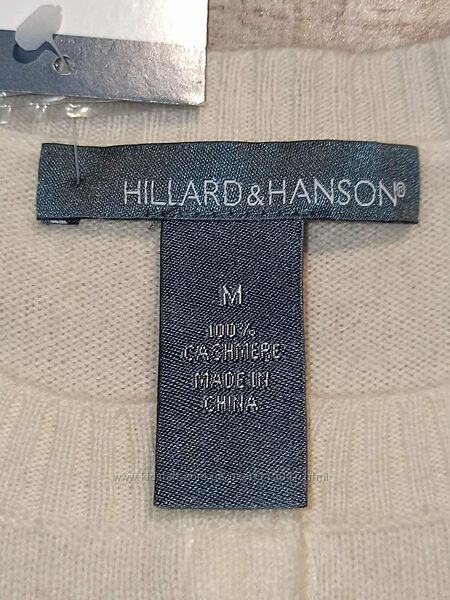 HILLARD&HANSON®
M
100%
CASHMERE
MADE IN
CHINA